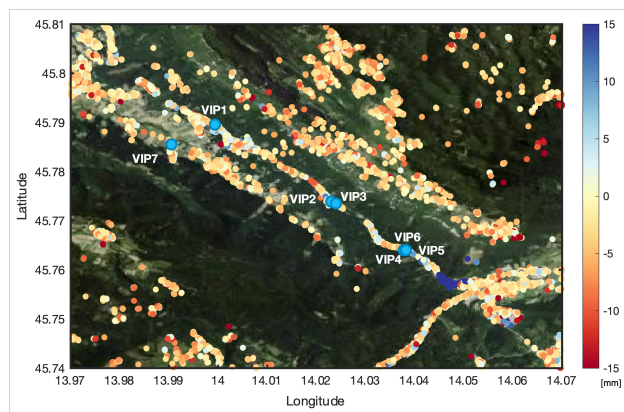 45.81
45.8
45.79
45.78
45.77
45.76
45.75
45.74
Latitude
13.97 13.98 13.99 14 14.01 14.02 14.03 14.04 14.05 14.06 14.07
Longitude
VIP1
VIP7
VIP2 VIP3
VIP6
VIP4 VIP5
15
10
5
0
-5
-10
-15
[mm]